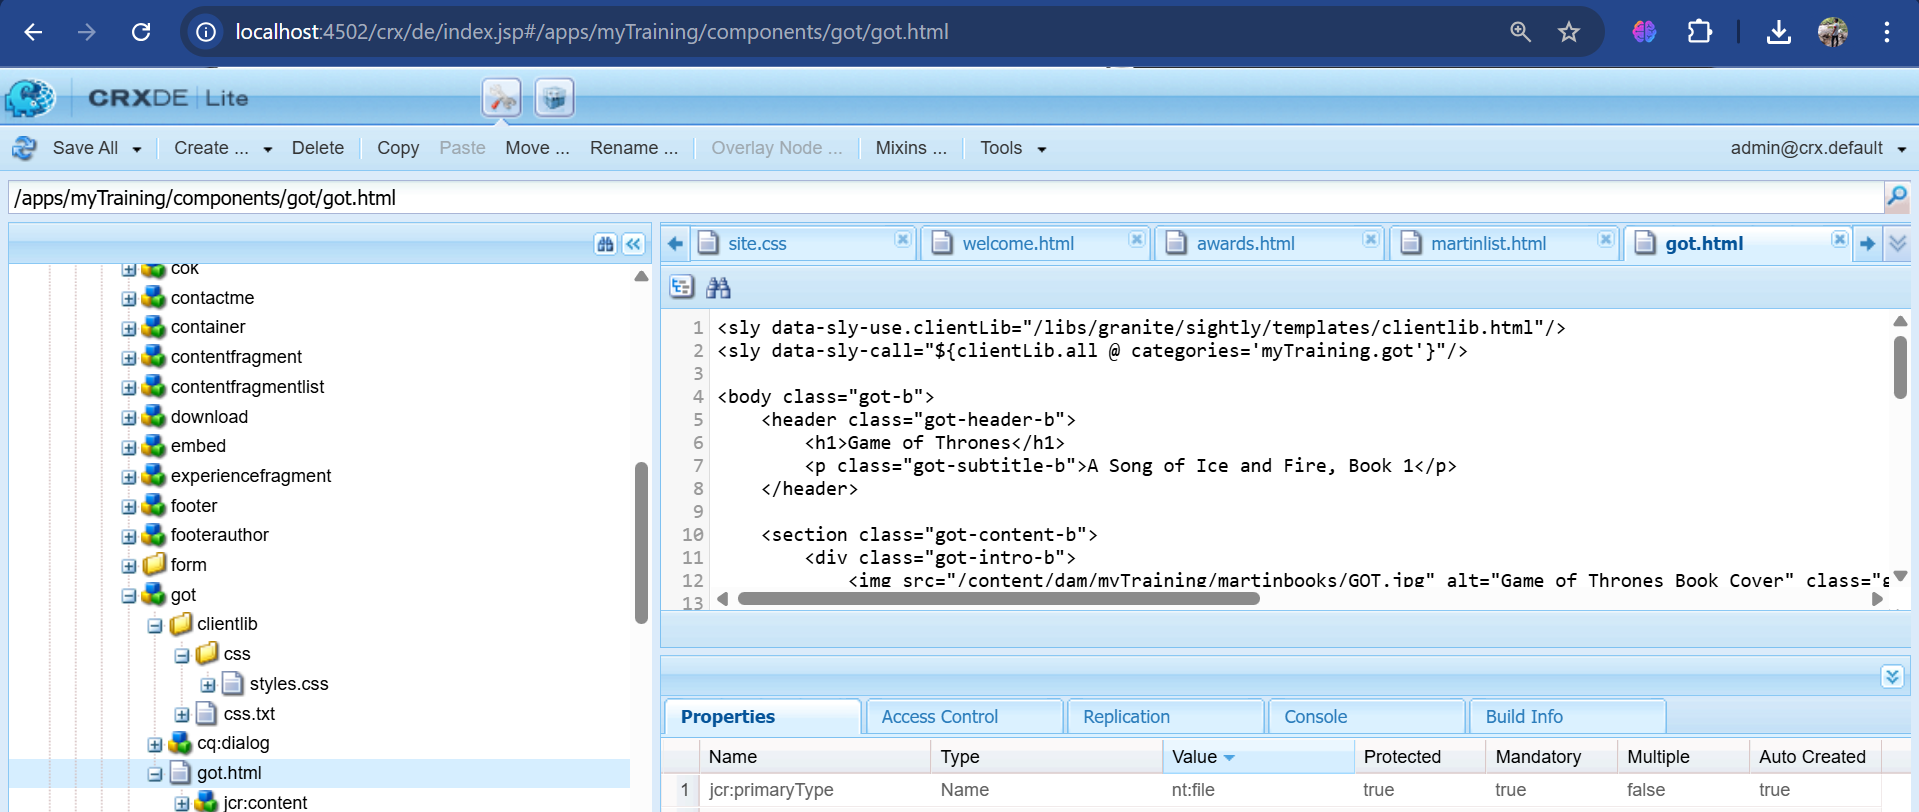 localhost:4502/crx/de/index.jsp#/apps/myTraining/components/got/got.html
CRXDE | Lite
Save All Create ... Delete Copy Paste Move ... Rename ... Overlay Node ... Mixins ... Tools admin@crx.default
/apps/myTraining/components/got/got.html
cok
contactme
container
contentfragment
contentfragmentlist
download
embed
experiencefragment
footer
footerauthor
form
got
clientlib
css
styles.css
css.txt
cq:dialog
got.html
jcr:content
site.css welcome.html awards.html martinlist.html got.html
1 <sly data-sly-use.clientLib="/libs/granite/sightly/templates/clientlib.html"/>
2 <sly data-sly-call="${clientLib.all @ categories='myTraining.got'}"/>
3
4 <body class="got-b">
5 <header class="got-header-b">
6 <h1>Game of Thrones</h1>
7 <p class="got-subtitle-b">A Song of Ice and Fire, Book 1</p>
8 </header>
9
10 <section class="got-content-b">
11 <div class="got-intro-b">
12 <img src="/content/dam/myTraining/martinbooks/GOT.jpg" alt="Game of Thrones Book Cover" class="g
13
Properties Access Control Replication Console Build Info
Name Type Value Protected Mandatory Multiple Auto Created
1 jcr:primaryType Name nt:file true true false true